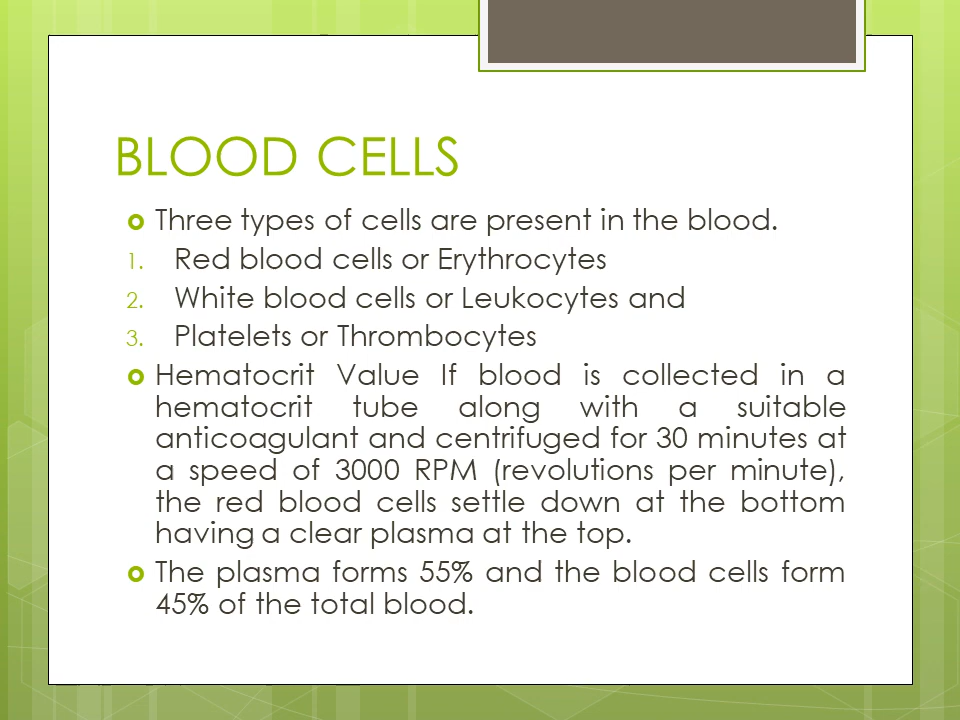 BLOOD CELLS
Three types of cells are present in the blood.
1. Red blood cells or Erythrocytes
2. White blood cells or Leukocytes and
3. Platelets or Thrombocytes
Hematocrit Value If blood is collected in a
hematocrit tube along with a suitable
anticoagulant and centrifuged for 30 minutes at
a speed of 3000 RPM (revolutions per minute),
the red blood cells settle down at the bottom
having a clear plasma at the top.
The plasma forms 55% and the blood cells form
45% of the total blood.